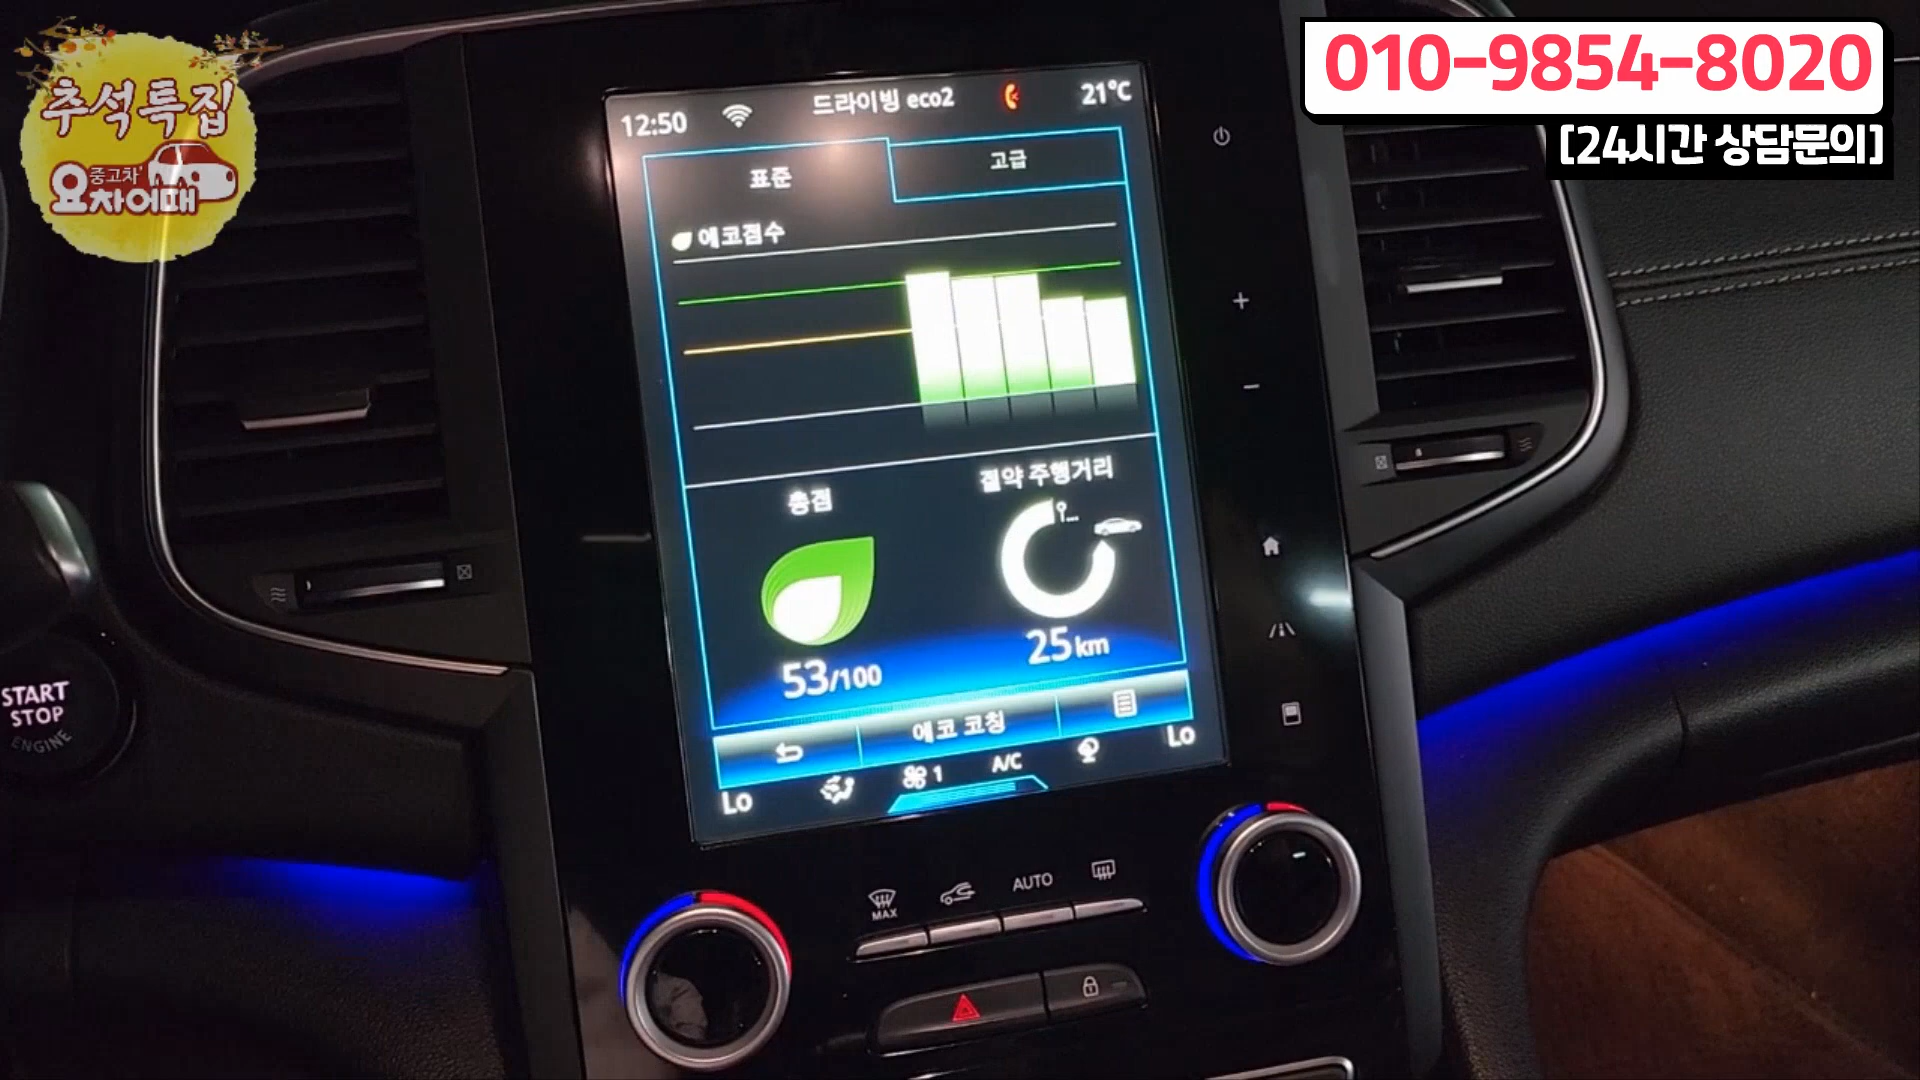 추석특집
중고차
요차어때
010-9854-8020
[24시간 상담문의]
12:50
드라이빙 eco2
21°C
표준
고급
에코점수
총점
절약 주행거리
53/100
25km
에코 코칭
Lo
1
A/C
Lo
START
STOP
ENGINE
MAX
AUTO